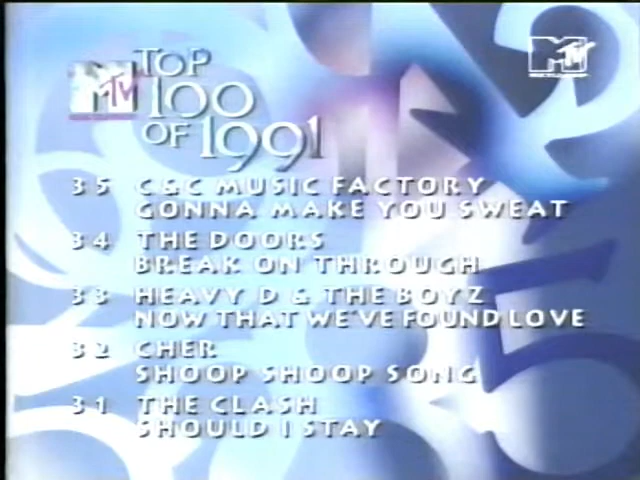 MTV
TOP
100
OF 1991
MTV
35 C&C MUSIC FACTORY
GONNA MAKE YOU SWEAT
34 THE DOORS
BREAK ON THROUGH
33 HEAVY D & THE BOYZ
NOW THAT WE'VE FOUND LOVE
32 CHER
SHOOP SHOOP SONG
31 THE CLASH
SHOULD I STAY